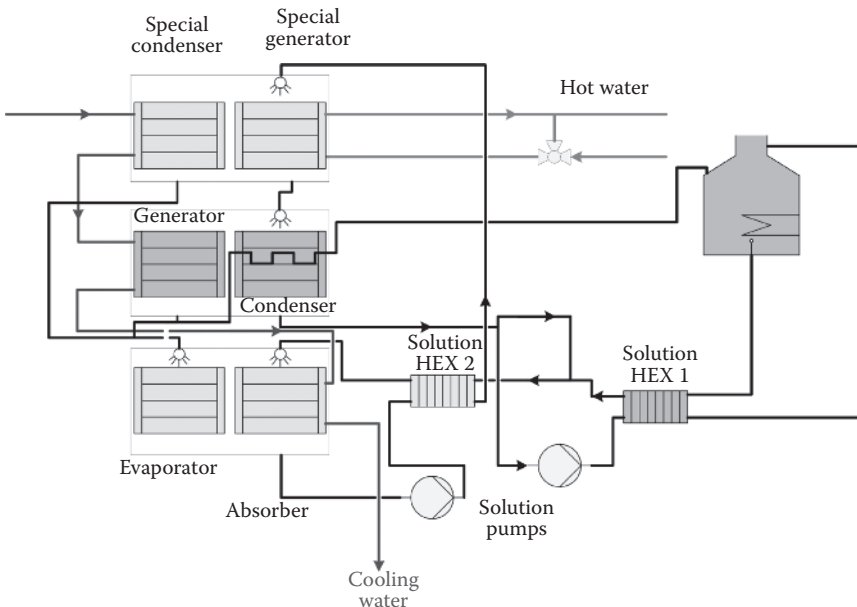 Special
condenser
Special
generator
Hot water
Generator
Condenser
Solution
HEX 2
Solution
HEX 1
Evaporator
Absorber
Solution
pumps
Cooling
water